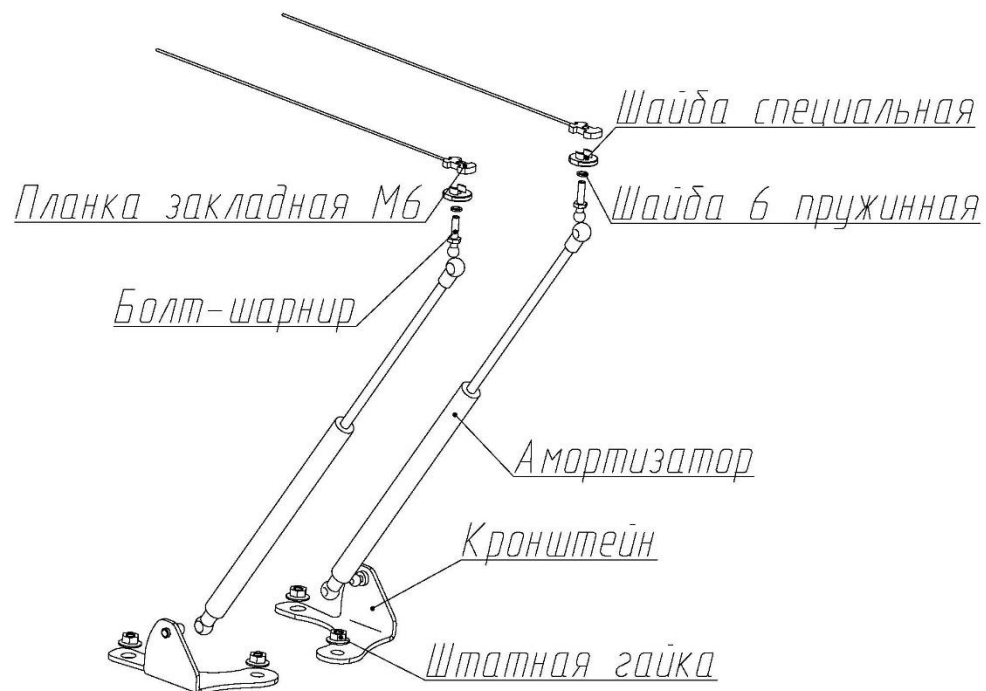 Шайба специальная
Планка закладная М6
Шайба 6 пружинная
Болт-шарнир
Амортизатор
Кронштейн
Штатная гайка